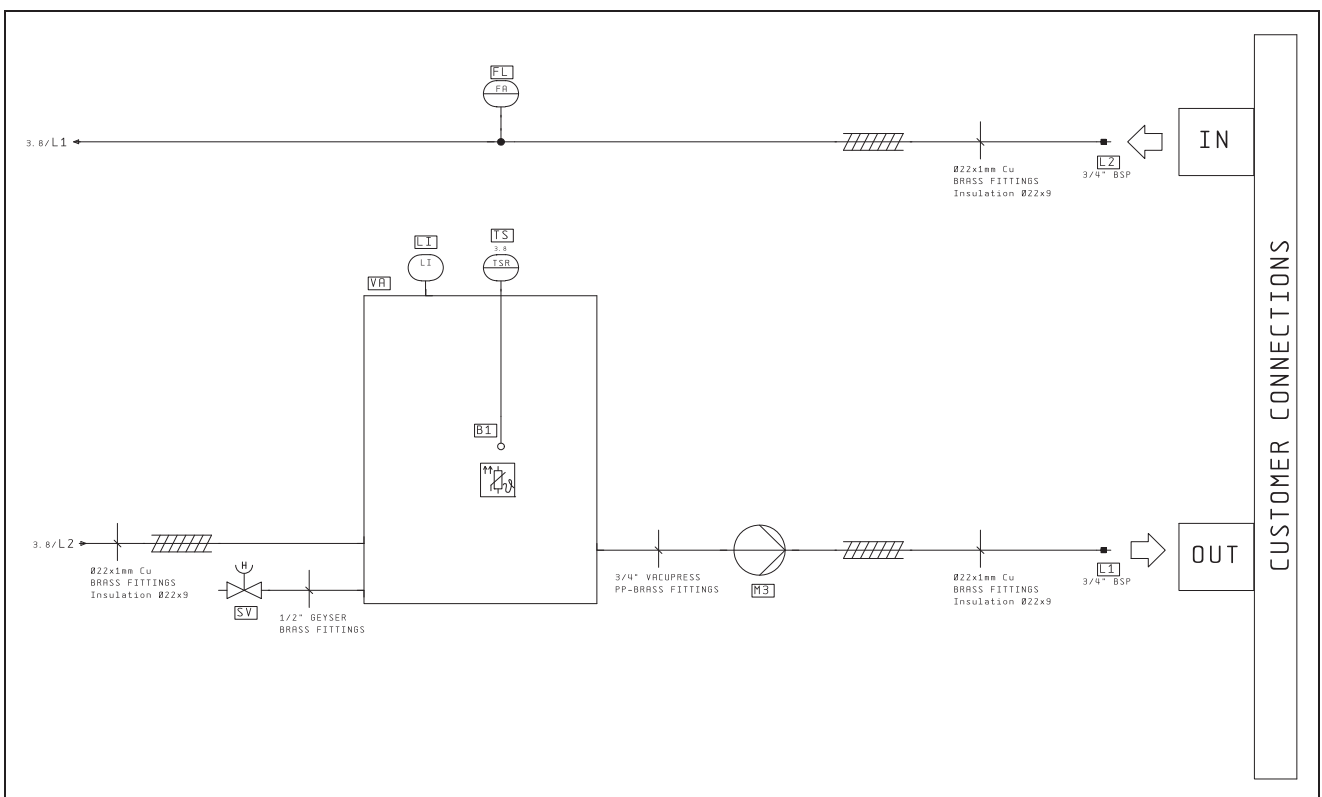 FL
FA
3.8/L1
IN
L2
3/4" BSP
Ø22x1mm Cu
BRASS FITTINGS
Insulation Ø22x9
LI
LI
TS
3.8
TSR
VA
B1
CUSTOMER CONNECTIONS
3.8/L2
Ø22x1mm Cu
BRASS FITTINGS
Insulation Ø22x9
H
SV
1/2" GEYSER
BRASS FITTINGS
3/4" VACUPRESS
PP-BRASS FITTINGS
M3
Ø22x1mm Cu
BRASS FITTINGS
Insulation Ø22x9
L1
3/4" BSP
OUT